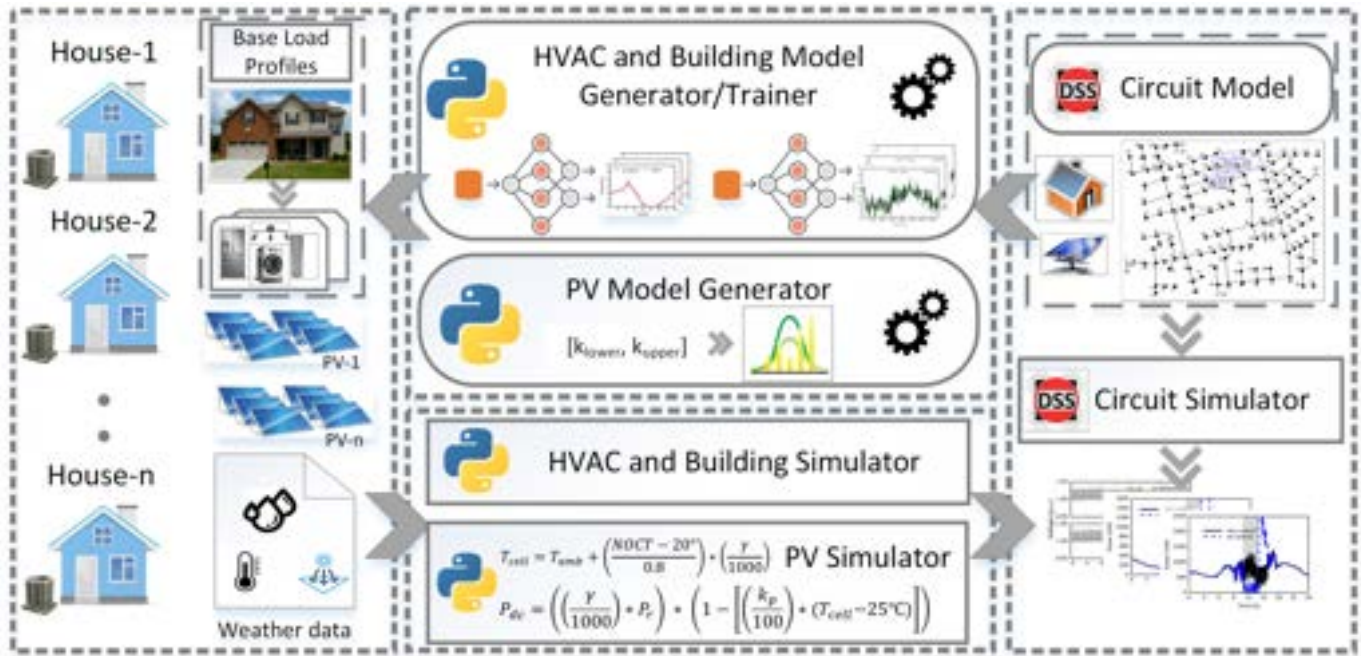 House-1
House-2
House-n
Base Load
Profiles
PV-1
PV-n
Weather data
HVAC and Building Model
Generator/Trainer
PV Model Generator
[k_lower, k_upper]
HVAC and Building Simulator
PV Simulator
T_cell = T_amb + ((NOCT − 20°)/0.8) * (γ/1000)
P_dc = (((γ/1000) * P_r) * (1 − [(k_p/100) * (T_cell−25℃)]))
DSS
Circuit Model
DSS
Circuit Simulator